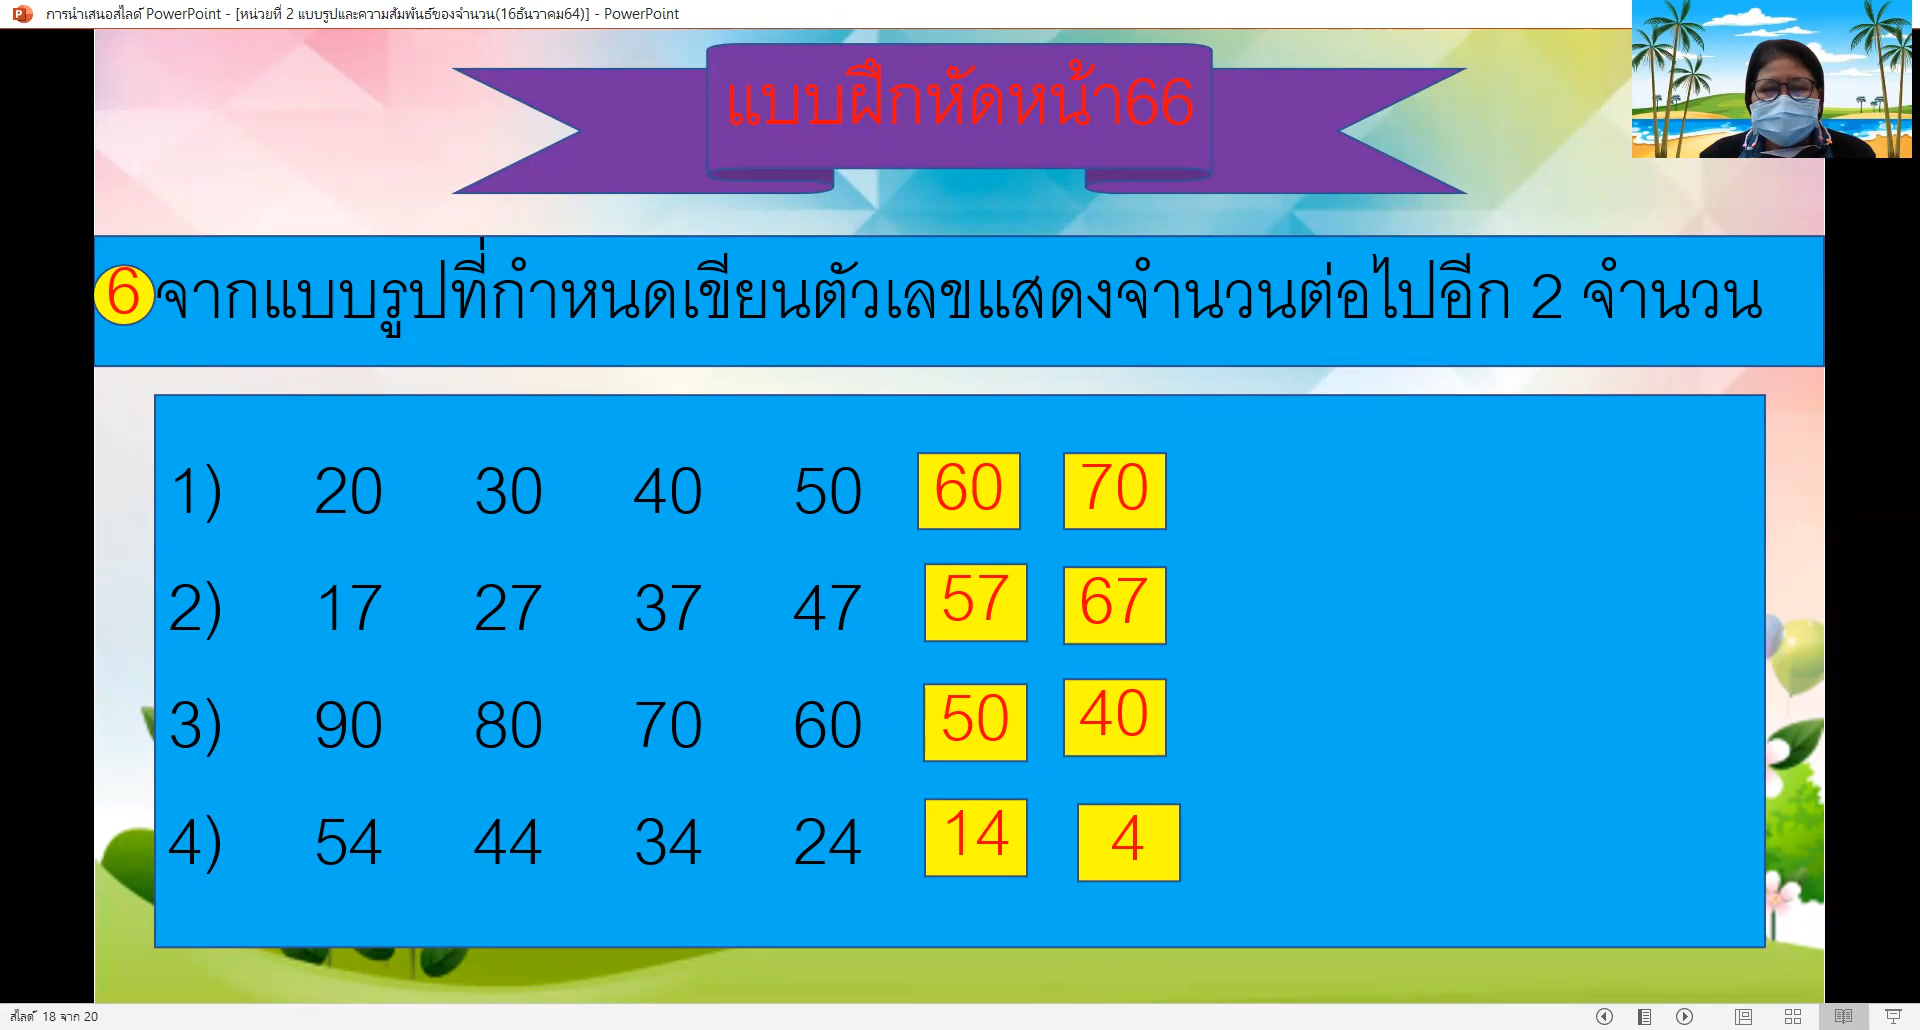 การนำเสนอสไลด์ PowerPoint - [หน่วยที่ 2 แบบรูปและความสัมพันธ์ของจำนวน(16ธันวาคม64)] - PowerPoint
แบบฝึกหัดหน้า66
6 จากแบบรูปที่กำหนดเขียนตัวเลขแสดงจำนวนต่อไปอีก 2 จำนวน
1) 20 30 40 50 60 70
2) 17 27 37 47 57 67
3) 90 80 70 60 50 40
4) 54 44 34 24 14 4
สไลด์ 18 จาก 20